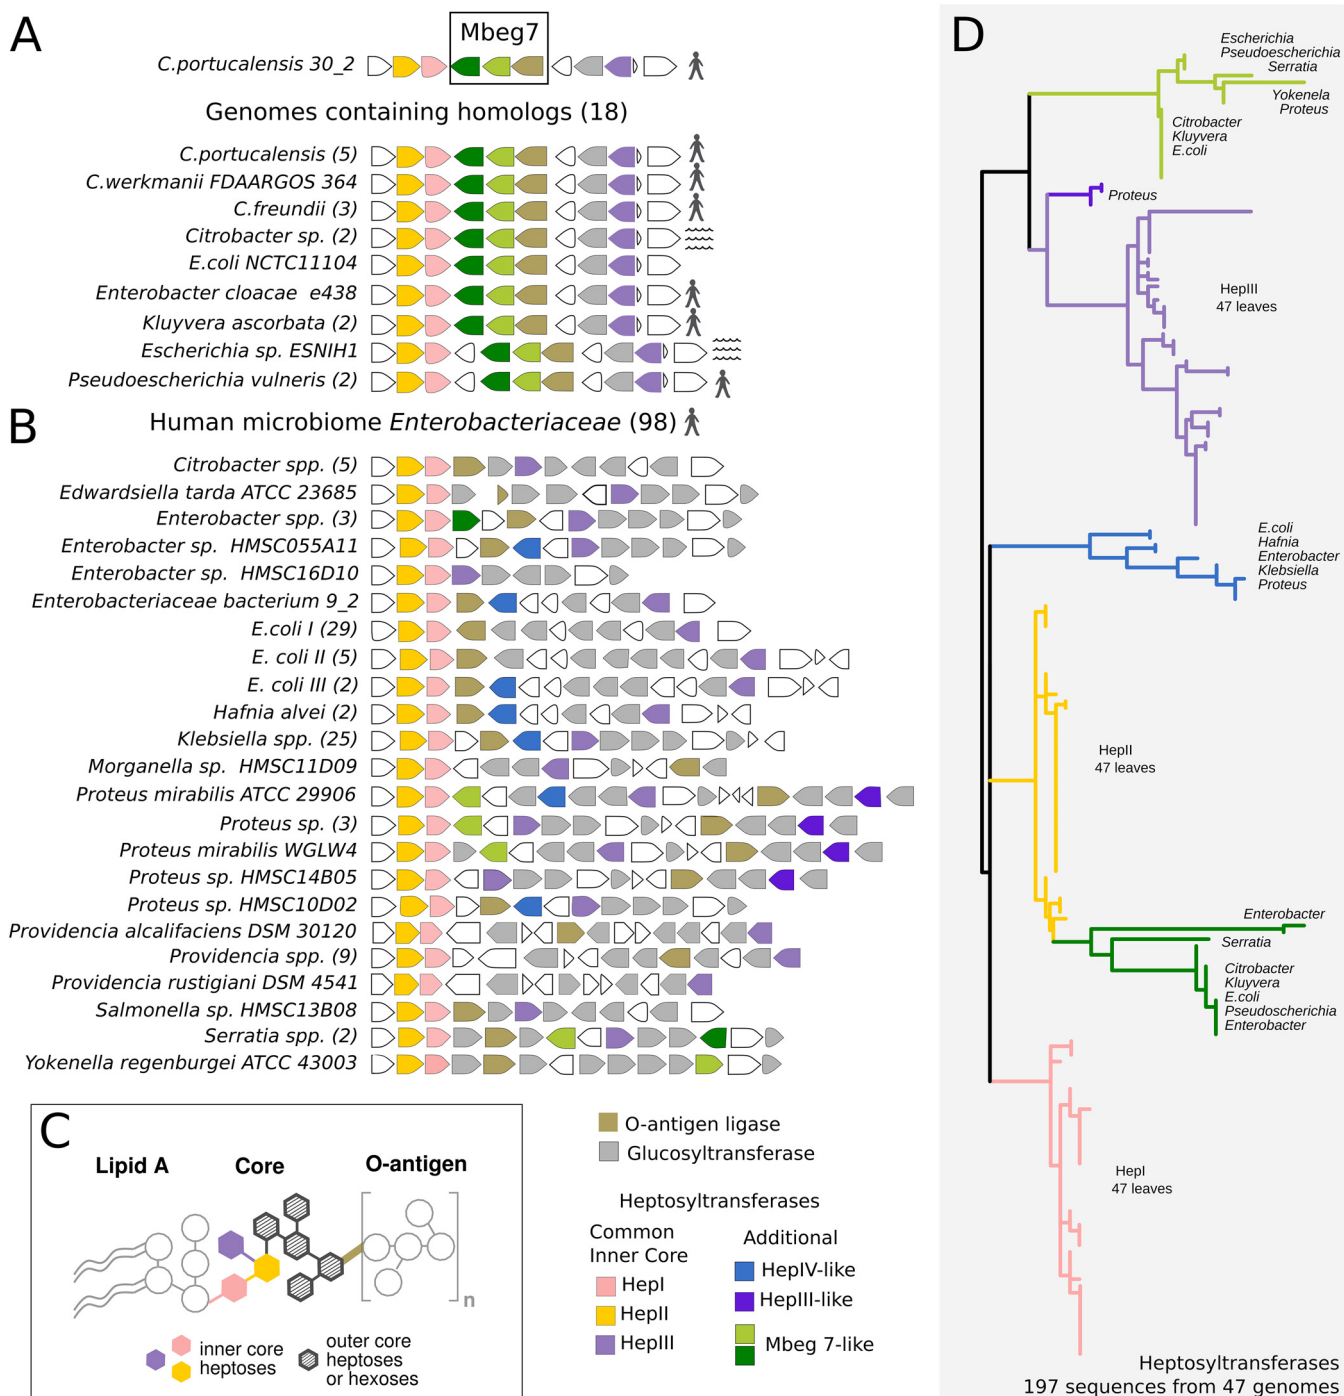 A
Mbeg7
C.portucalensis 30_2
Genomes containing homologs (18)
C.portucalensis (5)
C.werkmanii FDAARGOS 364
C.freundii (3)
Citrobacter sp. (2)
E.coli NCTC11104
Enterobacter cloacae e438
Kluyvera ascorbata (2)
Escherichia sp. ESNIH1
Pseudoescherichia vulneris (2)
B
Human microbiome Enterobacteriaceae (98)
Citrobacter spp. (5)
Edwardsiella tarda ATCC 23685
Enterobacter spp. (3)
Enterobacter sp. HMSC055A11
Enterobacter sp. HMSC16D10
Enterobacteriaceae bacterium 9_2
E.coli I (29)
E. coli II (5)
E. coli III (2)
Hafnia alvei (2)
Klebsiella spp. (25)
Morganella sp. HMSC11D09
Proteus mirabilis ATCC 29906
Proteus sp. (3)
Proteus mirabilis WGLW4
Proteus sp. HMSC14B05
Proteus sp. HMSC10D02
Providencia alcalifaciens DSM 30120
Providencia spp. (9)
Providencia rustigiani DSM 4541
Salmonella sp. HMSC13B08
Serratia spp. (2)
Yokenella regenburgei ATCC 43003
C
Lipid A
Core
O-antigen
n
inner core
heptoses
outer core
heptoses
or hexoses
O-antigen ligase
Glucosyltransferase
Heptosyltransferases
Common
Inner Core
HepI
HepII
HepIII
Additional
HepIV-like
HepIII-like
Mbeg 7-like
D
Escherichia
Pseudoescherichia
Serratia
Yokenela
Proteus
Citrobacter
Kluyvera
E.coli
Proteus
HepIII
47 leaves
E.coli
Hafnia
Enterobacter
Klebsiella
Proteus
HepII
47 leaves
Enterobacter
Serratia
Citrobacter
Kluyvera
E.coli
Pseudoscherichia
Enterobacter
HepI
47 leaves
Heptosyltransferases
197 sequences from 47 genomes